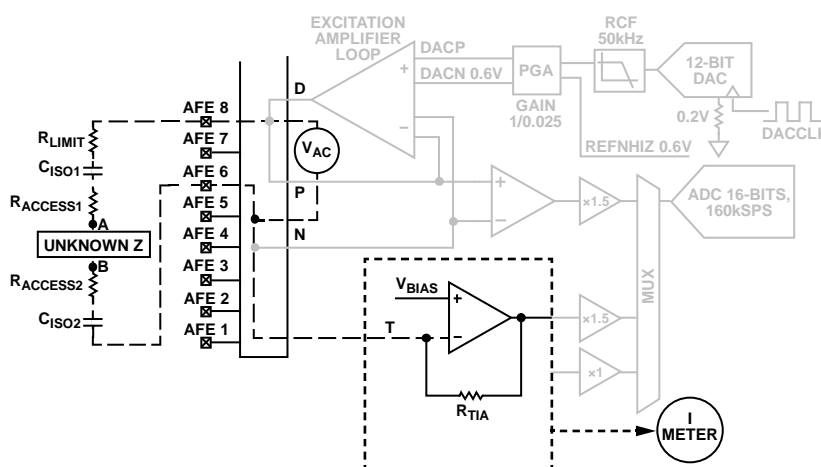 EXCITATION
AMPLIFIER
LOOP
DACP
DACN 0.6V
PGA
GAIN
1/0.025
RCF
50kHz
12-BIT
DAC
0.2V
DACCLK
REFNHIZ 0.6V
D
AFE 8
AFE 7
AFE 6
AFE 5
AFE 4
AFE 3
AFE 2
AFE 1
RLIMIT
CISO1
RACCESS1
A
UNKNOWN Z
B
RACCESS2
CISO2
VAC
P
N
T
+
−
+
−
×1.5
MUX
ADC 16-BITS,
160kSPS
VBIAS
+
−
RTIA
×1.5
×1
I
METER